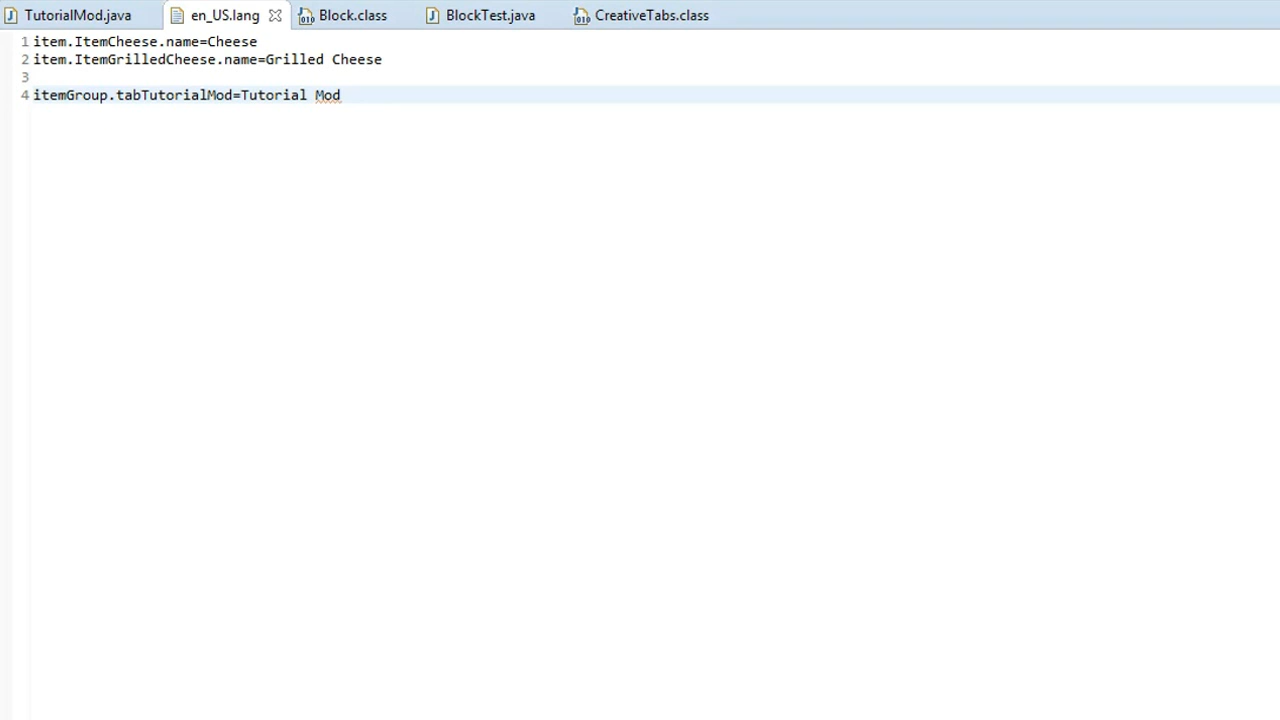 TutorialMod.java en_US.lang Block.class BlockTest.java CreativeTabs.class
1 item.ItemCheese.name=Cheese
2 item.ItemGrilledCheese.name=Grilled Cheese
3
4 itemGroup.tabTutorialMod=Tutorial Mod